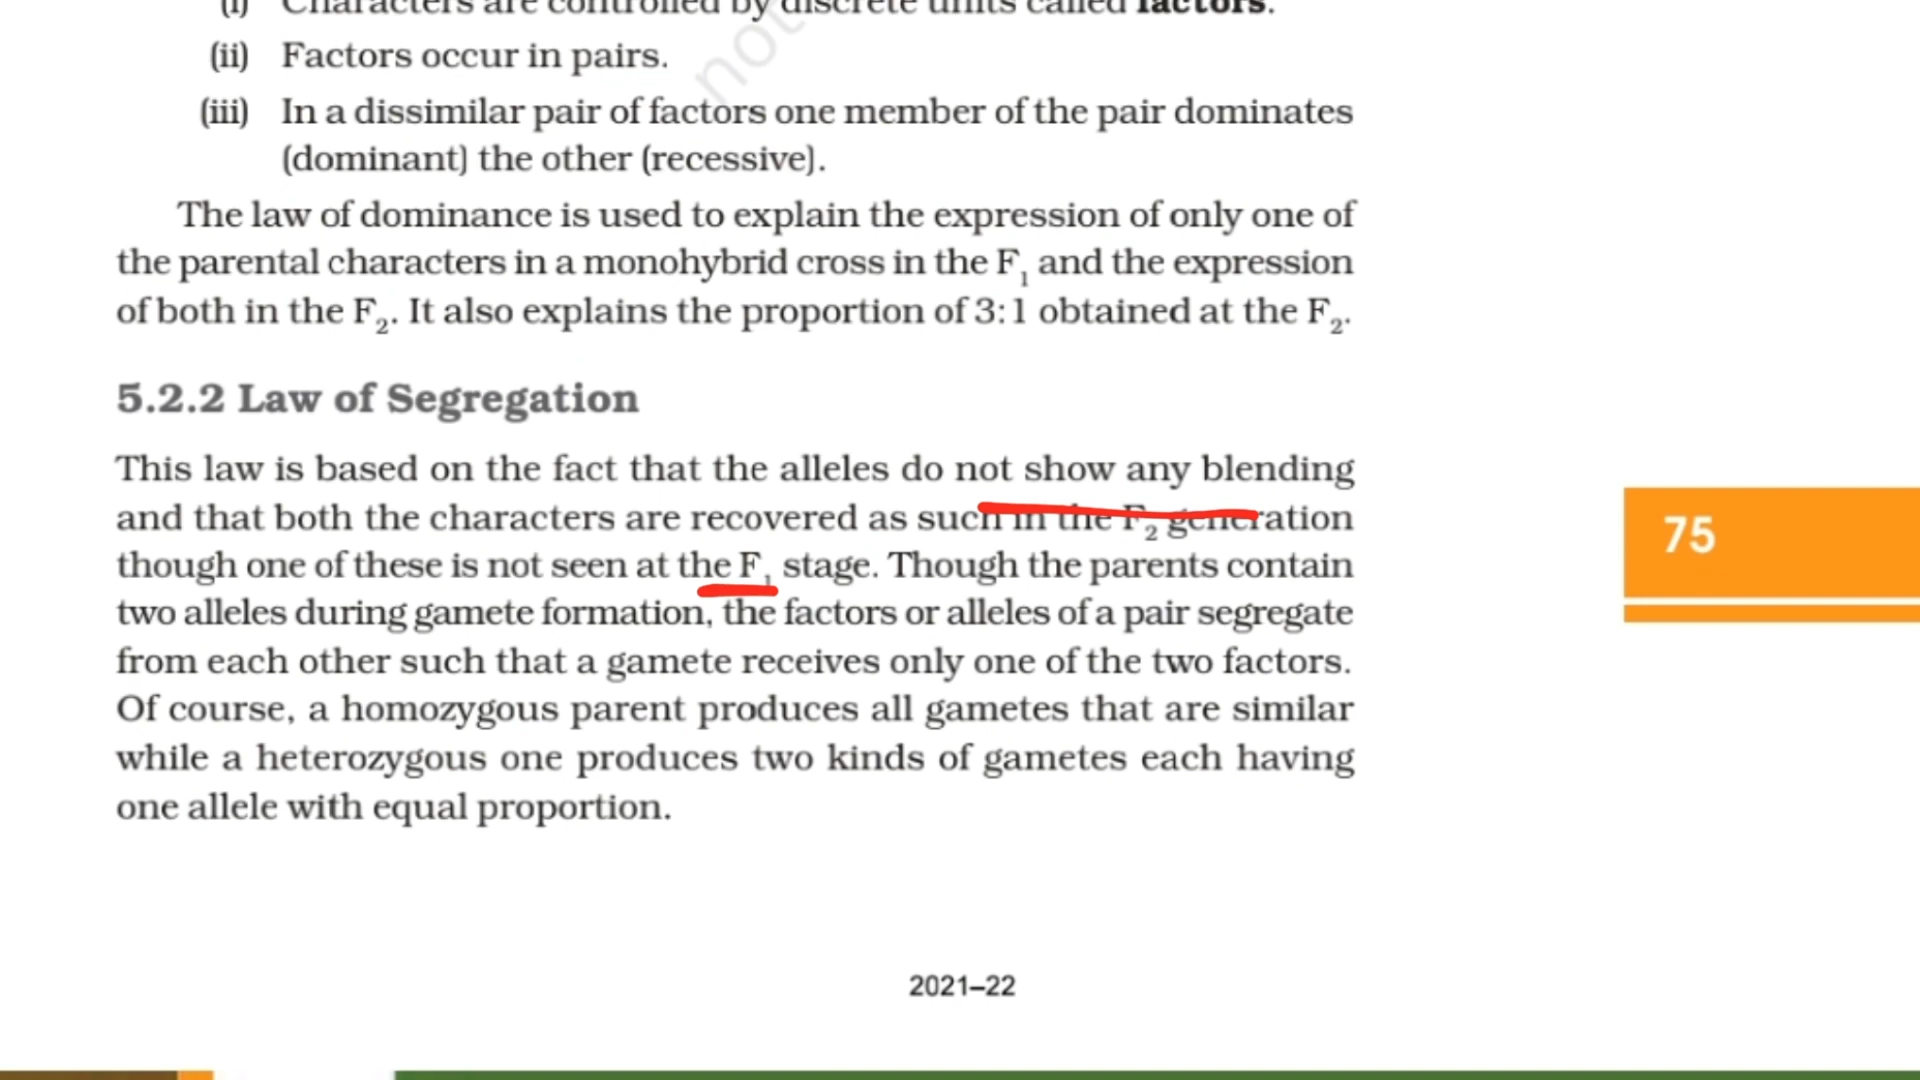 (i) Characters are controlled by discrete units called factors.
not
(ii) Factors occur in pairs.
(iii) In a dissimilar pair of factors one member of the pair dominates
(dominant) the other (recessive).
The law of dominance is used to explain the expression of only one of
the parental characters in a monohybrid cross in the F₁ and the expression
of both in the F₂. It also explains the proportion of 3:1 obtained at the F₂.
5.2.2 Law of Segregation
This law is based on the fact that the alleles do not show any blending
and that both the characters are recovered as such in the F₂ generation
though one of these is not seen at the F₁ stage. Though the parents contain
two alleles during gamete formation, the factors or alleles of a pair segregate
from each other such that a gamete receives only one of the two factors.
Of course, a homozygous parent produces all gametes that are similar
while a heterozygous one produces two kinds of gametes each having
one allele with equal proportion.
75
2021–22